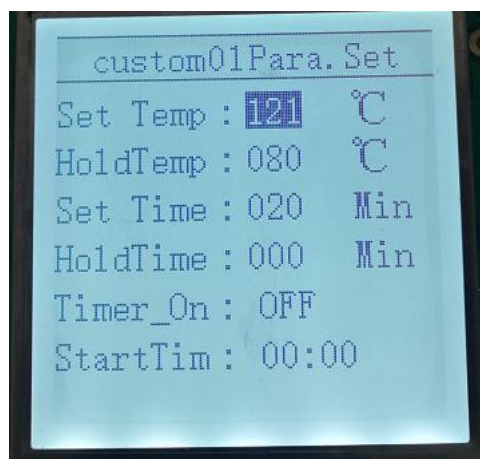 custom01Para.Set
Set Temp : 121 ℃
HoldTemp : 080 ℃
Set Time : 020 Min
HoldTime : 000 Min
Timer_On : OFF
StartTim : 00:00